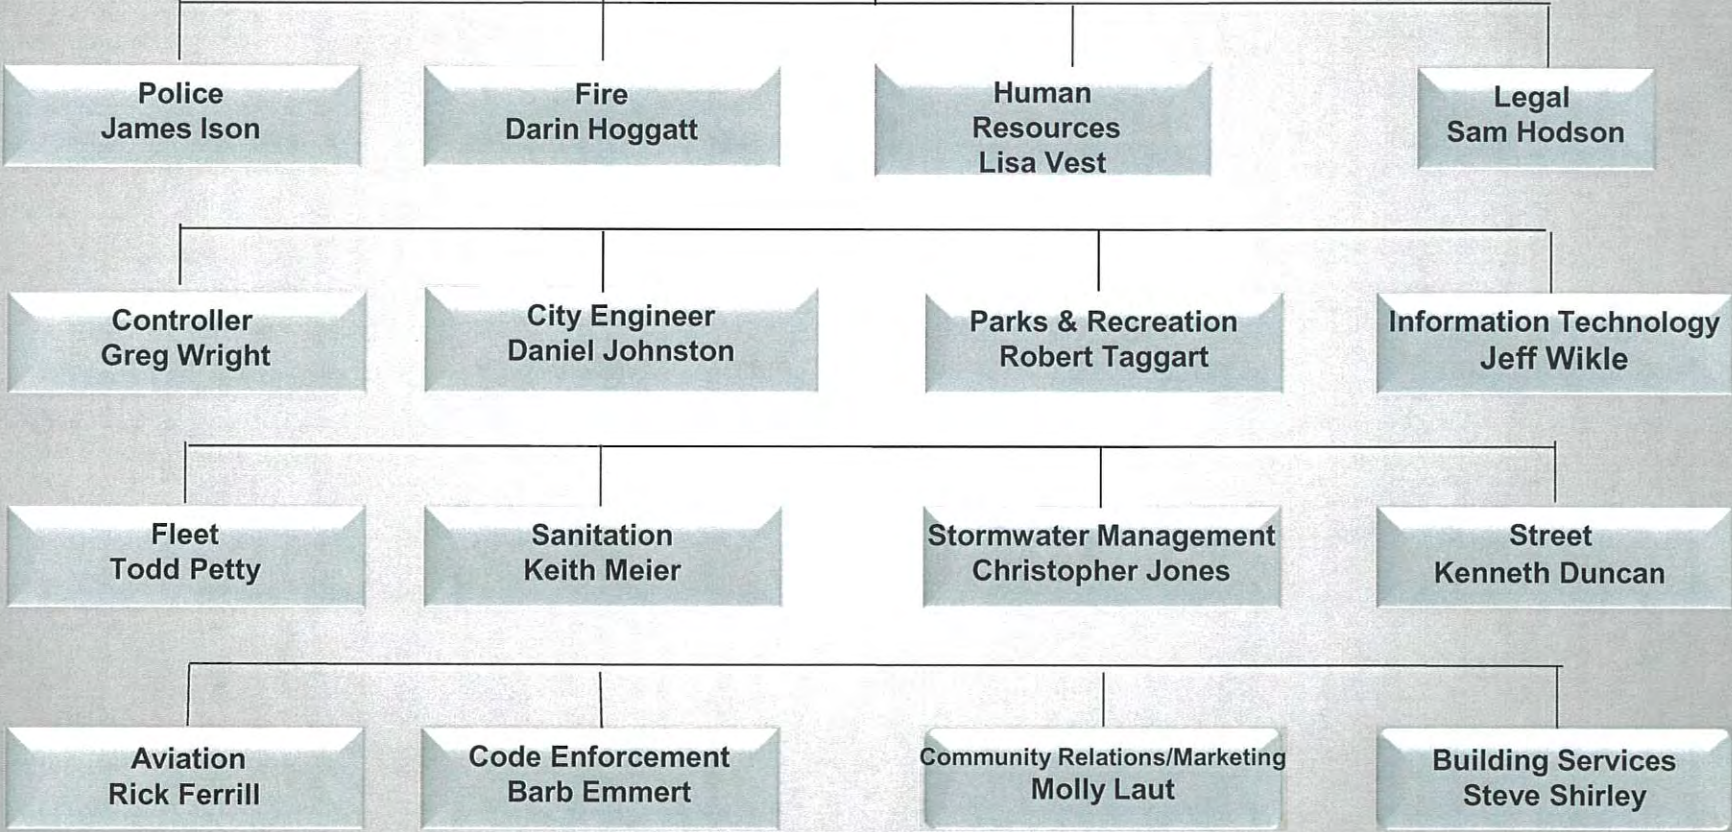 Police
James Ison
Fire
Darin Hoggatt
Human
Resources
Lisa Vest
Legal
Sam Hodson
Controller
Greg Wright
City Engineer
Daniel Johnston
Parks & Recreation
Robert Taggart
Information Technology
Jeff Wikle
Fleet
Todd Petty
Sanitation
Keith Meier
Stormwater Management
Christopher Jones
Street
Kenneth Duncan
Aviation
Rick Ferrill
Code Enforcement
Barb Emmert
Community Relations/Marketing
Molly Laut
Building Services
Steve Shirley